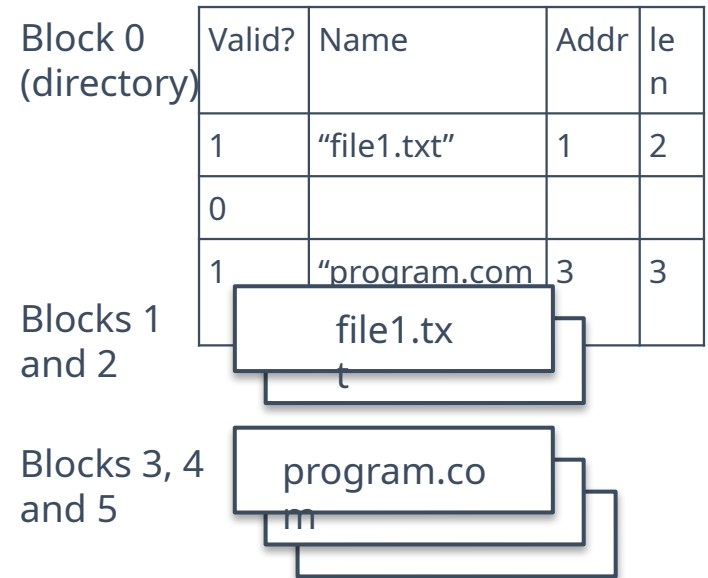 Block 0
(directory)
Valid? Name Addr le
n
1 “file1.txt” 1 2
0
1 “program.com 3 3
Blocks 1
and 2
file1.tx
t
Blocks 3, 4
and 5
program.co
m